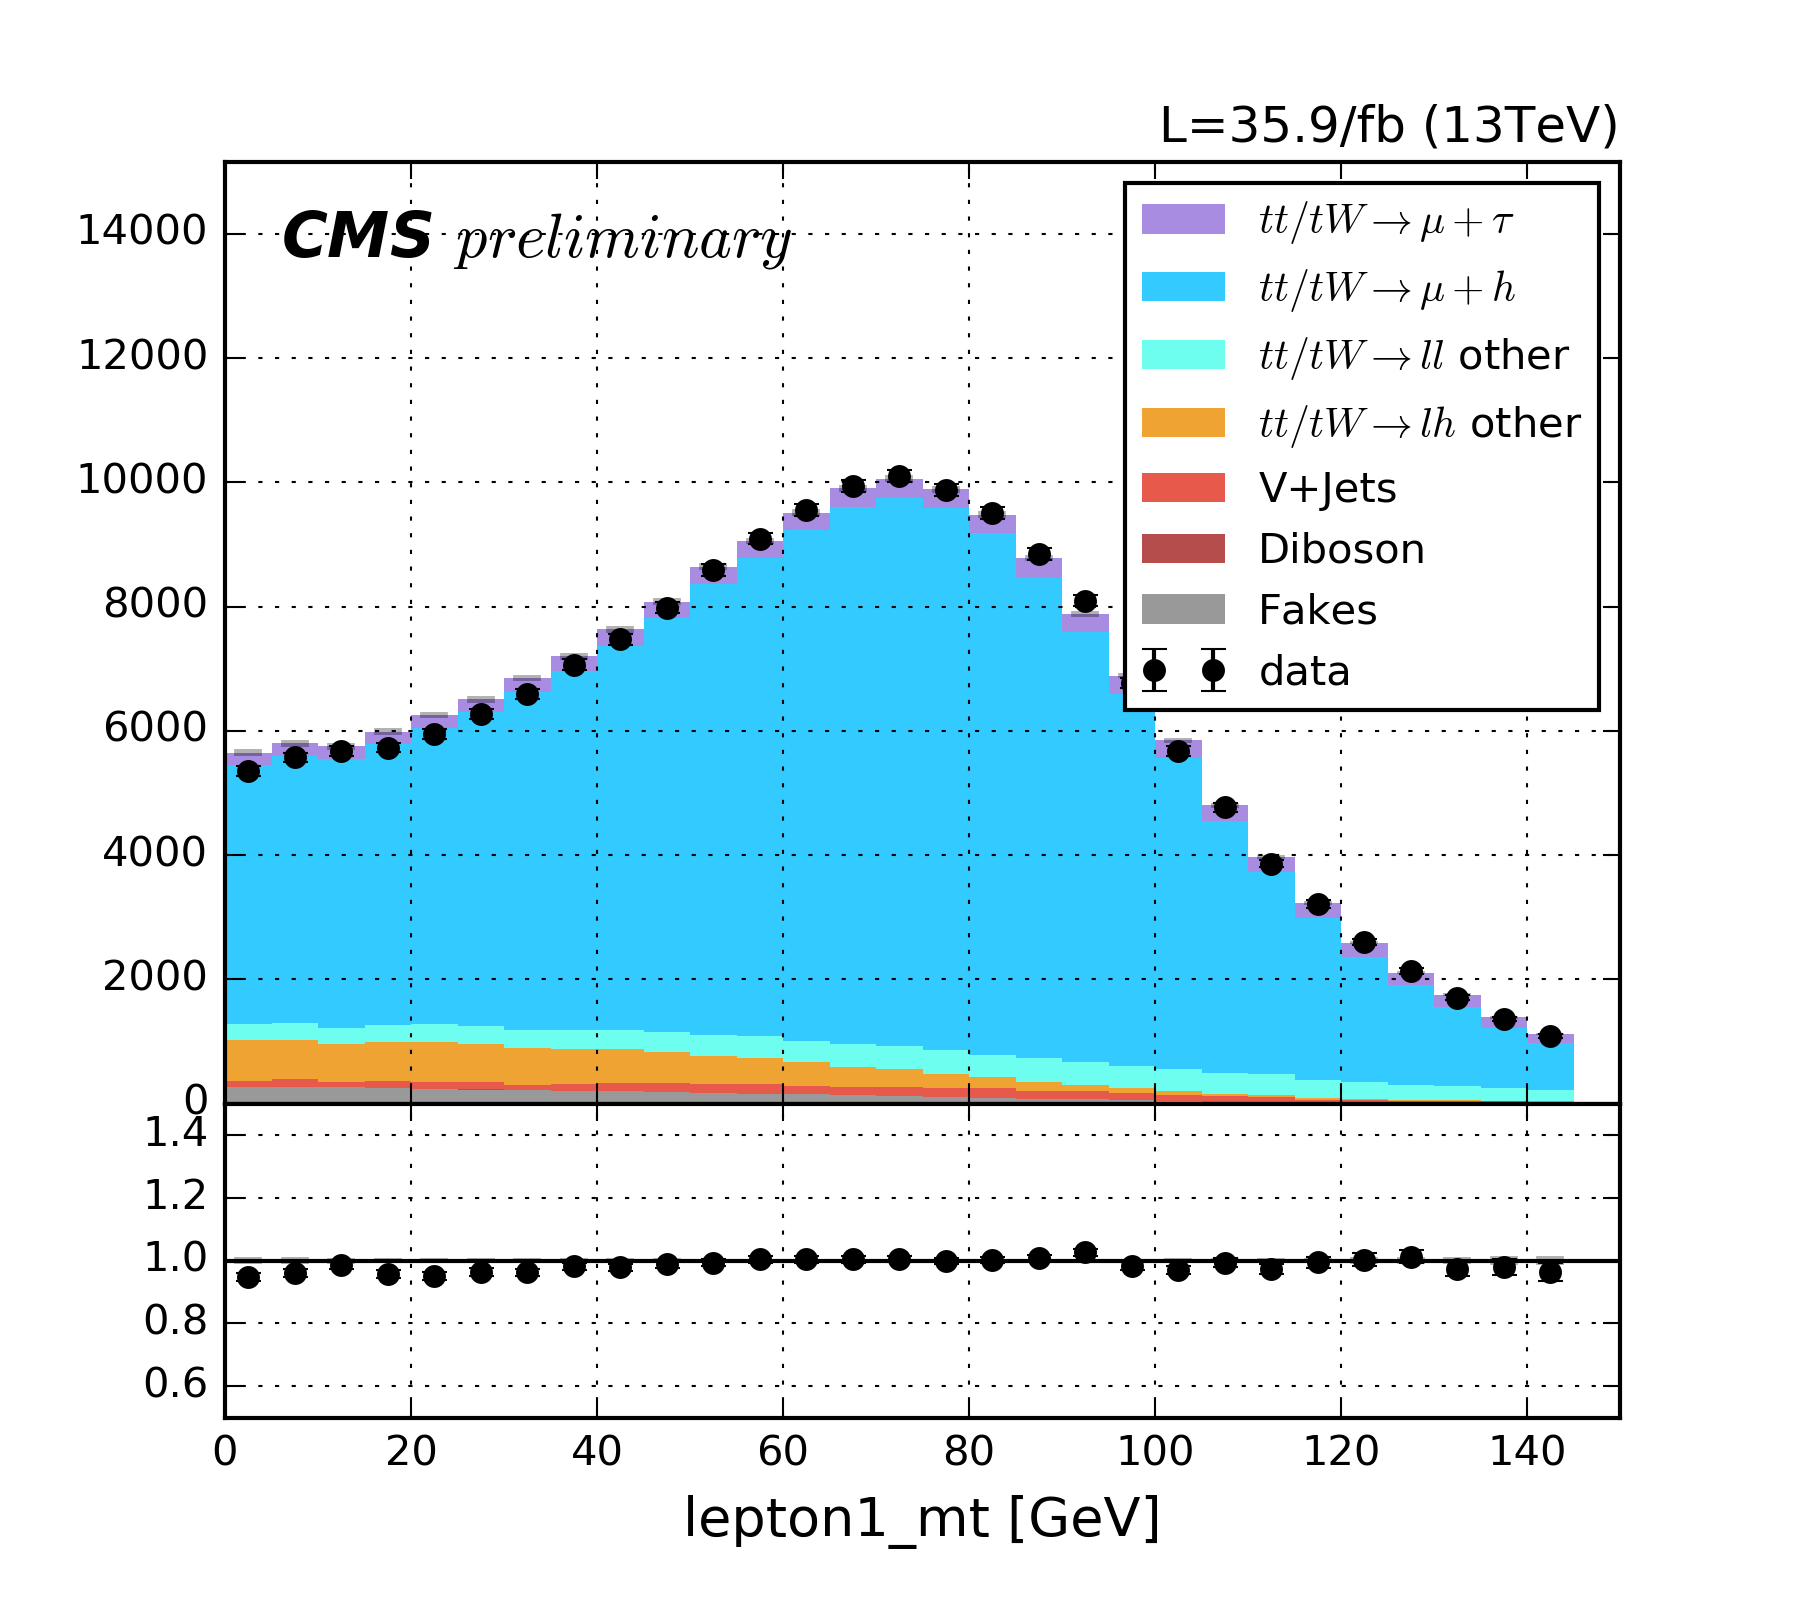 L=35.9/fb (13TeV)
CMS preliminary
14000
12000
10000
8000
6000
4000
2000
0
tt/tW→μ+τ
tt/tW→μ+h
tt/tW→ll other
tt/tW→lh other
V+Jets
Diboson
Fakes
data
1.4
1.2
1.0
0.8
0.6
0 20 40 60 80 100 120 140
lepton1_mt [GeV]